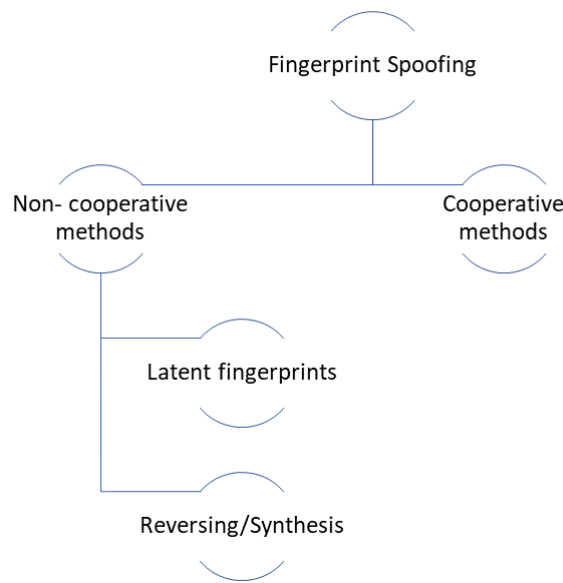 Fingerprint Spoofing
Non- cooperative
methods
Cooperative
methods
Latent fingerprints
Reversing/Synthesis